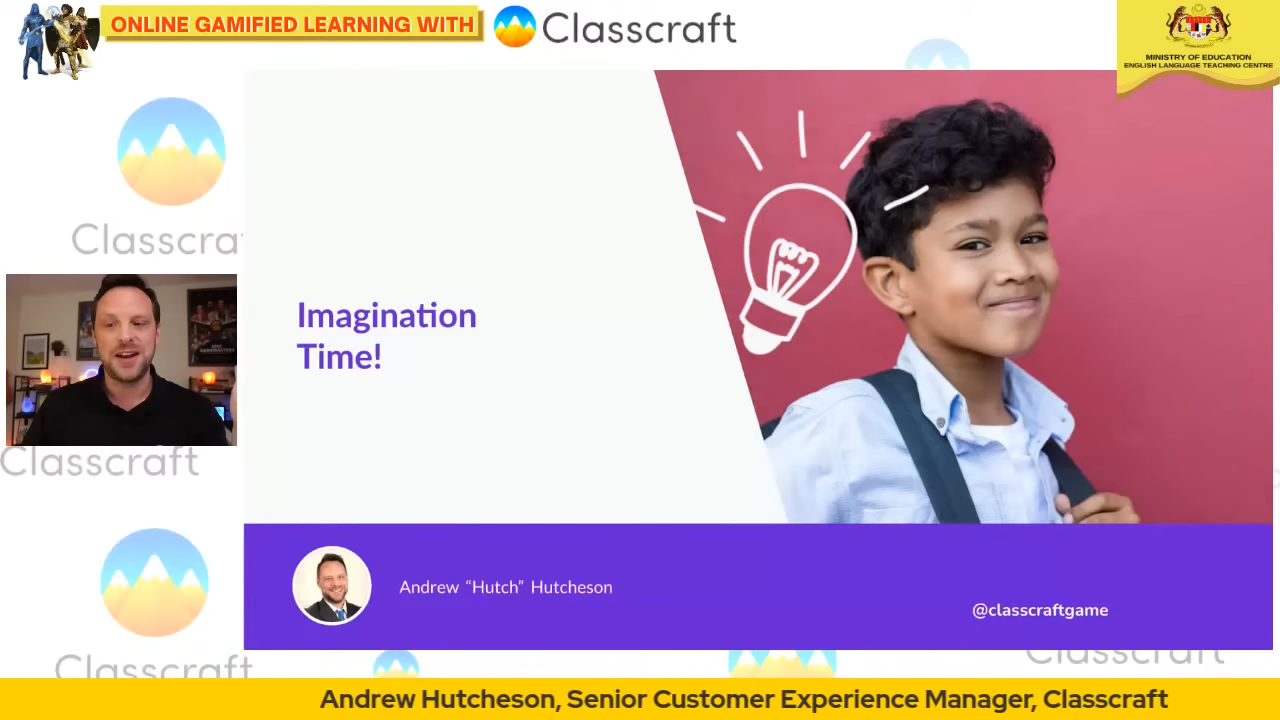 ONLINE GAMIFIED LEARNING WITH
Classcraft
MINISTRY OF EDUCATION
ENGLISH LANGUAGE TEACHING CENTRE
Classcra
Imagination
Time!
Classcraft
Andrew “Hutch” Hutcheson
@classcraftgame
Classcraft
Classcraft
Andrew Hutcheson, Senior Customer Experience Manager, Classcraft